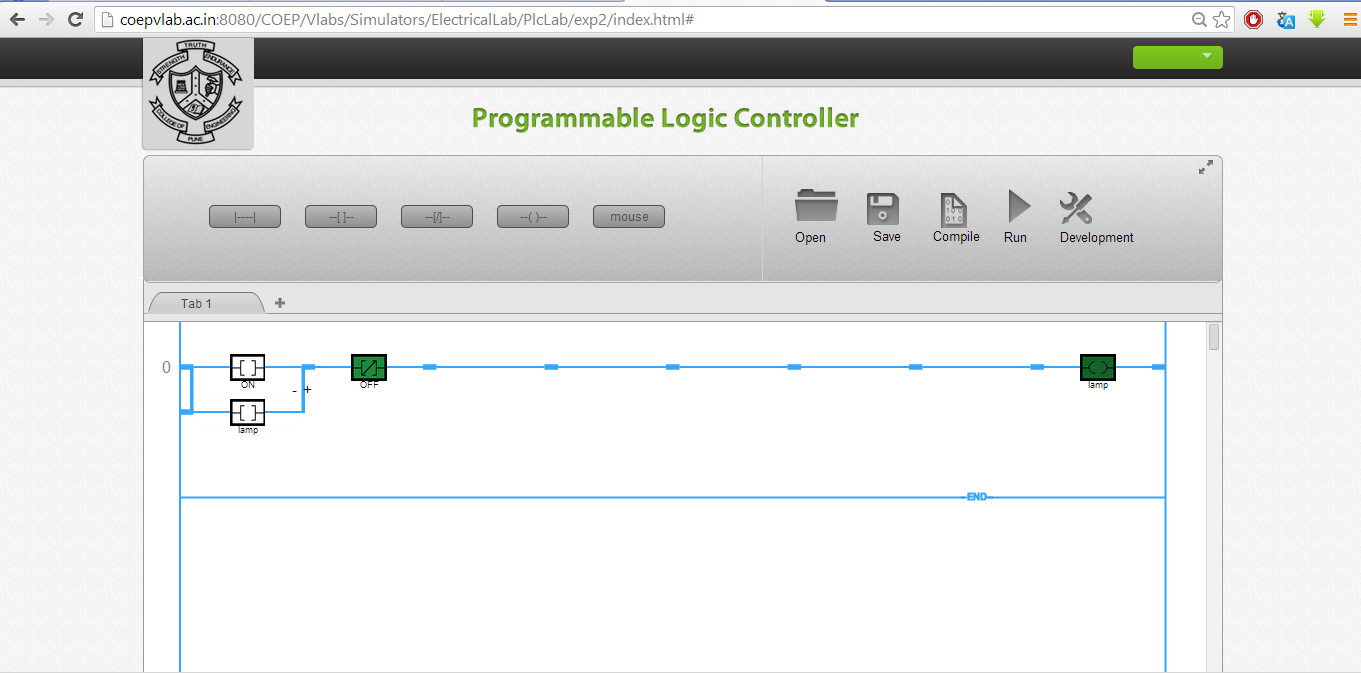 coepvlab.ac.in:8080/COEP/Vlabs/Simulators/ElectricalLab/PlcLab/exp2/index.html#
TRUTH
STRENGTH
ENDURANCE
COLLEGE OF
ENGINEERING
PUNE
Programmable Logic Controller
|----|
--[ ]--
--[/]--
--( )--
mouse
Open
Save
Compile
Run
Development
Tab 1
0
ON
OFF
lamp
- +
lamp
END